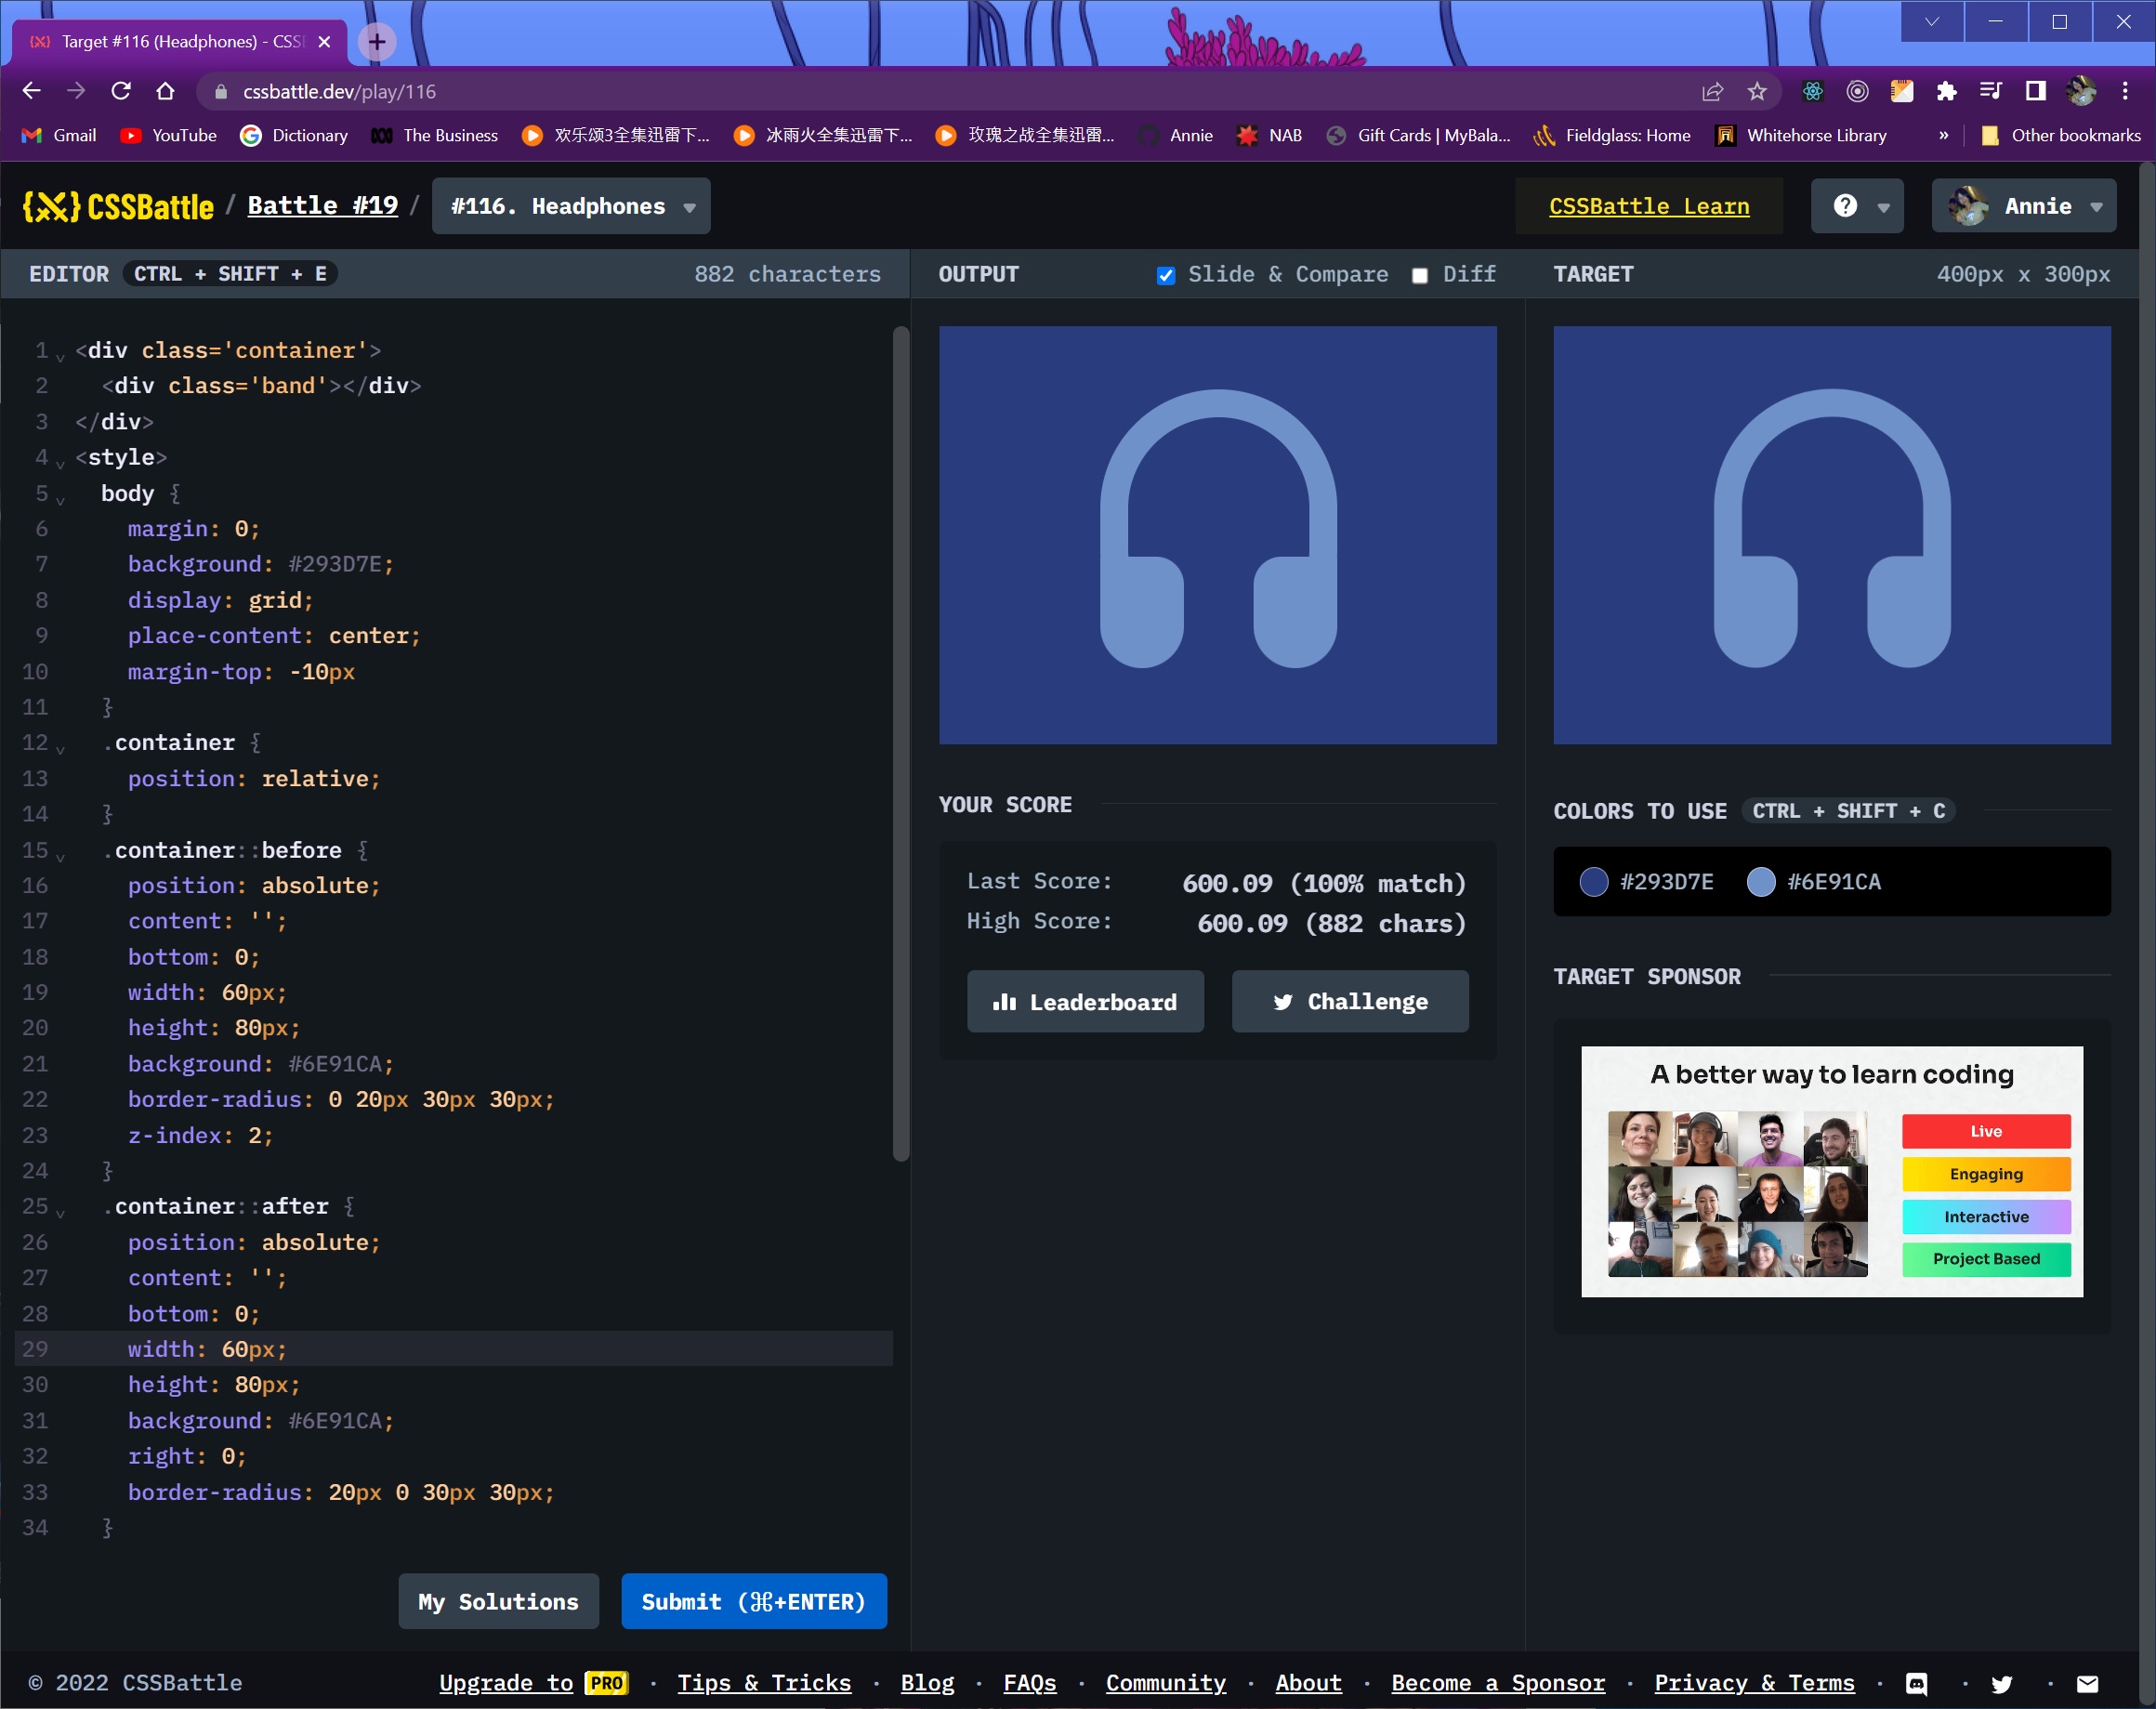 Target #116 (Headphones) - CSS
cssbattle.dev/play/116
Gmail YouTube Dictionary The Business 欢乐颂3全集迅雷下... 冰雨火全集迅雷下... 玫瑰之战全集迅雷... Annie NAB Gift Cards | MyBala... Fieldglass: Home Whitehorse Library » Other bookmarks
{X} CSSBattle / Battle #19 / #116. Headphones
CSSBattle Learn
Annie
EDITOR CTRL + SHIFT + E 882 characters
1 <div class='container'>
2 <div class='band'></div>
3 </div>
4 <style>
5 body {
6 margin: 0;
7 background: #293D7E;
8 display: grid;
9 place-content: center;
10 margin-top: -10px
11 }
12 .container {
13 position: relative;
14 }
15 .container::before {
16 position: absolute;
17 content: '';
18 bottom: 0;
19 width: 60px;
20 height: 80px;
21 background: #6E91CA;
22 border-radius: 0 20px 30px 30px;
23 z-index: 2;
24 }
25 .container::after {
26 position: absolute;
27 content: '';
28 bottom: 0;
29 width: 60px;
30 height: 80px;
31 background: #6E91CA;
32 right: 0;
33 border-radius: 20px 0 30px 30px;
34 }
My Solutions
Submit (⌘+ENTER)
OUTPUT Slide & Compare Diff
YOUR SCORE
Last Score: 600.09 (100% match)
High Score: 600.09 (882 chars)
Leaderboard
Challenge
TARGET 400px x 300px
COLORS TO USE CTRL + SHIFT + C
#293D7E #6E91CA
TARGET SPONSOR
A better way to learn coding
Live
Engaging
Interactive
Project Based
© 2022 CSSBattle
Upgrade to PRO · Tips & Tricks · Blog · FAQs · Community · About · Become a Sponsor · Privacy & Terms ·